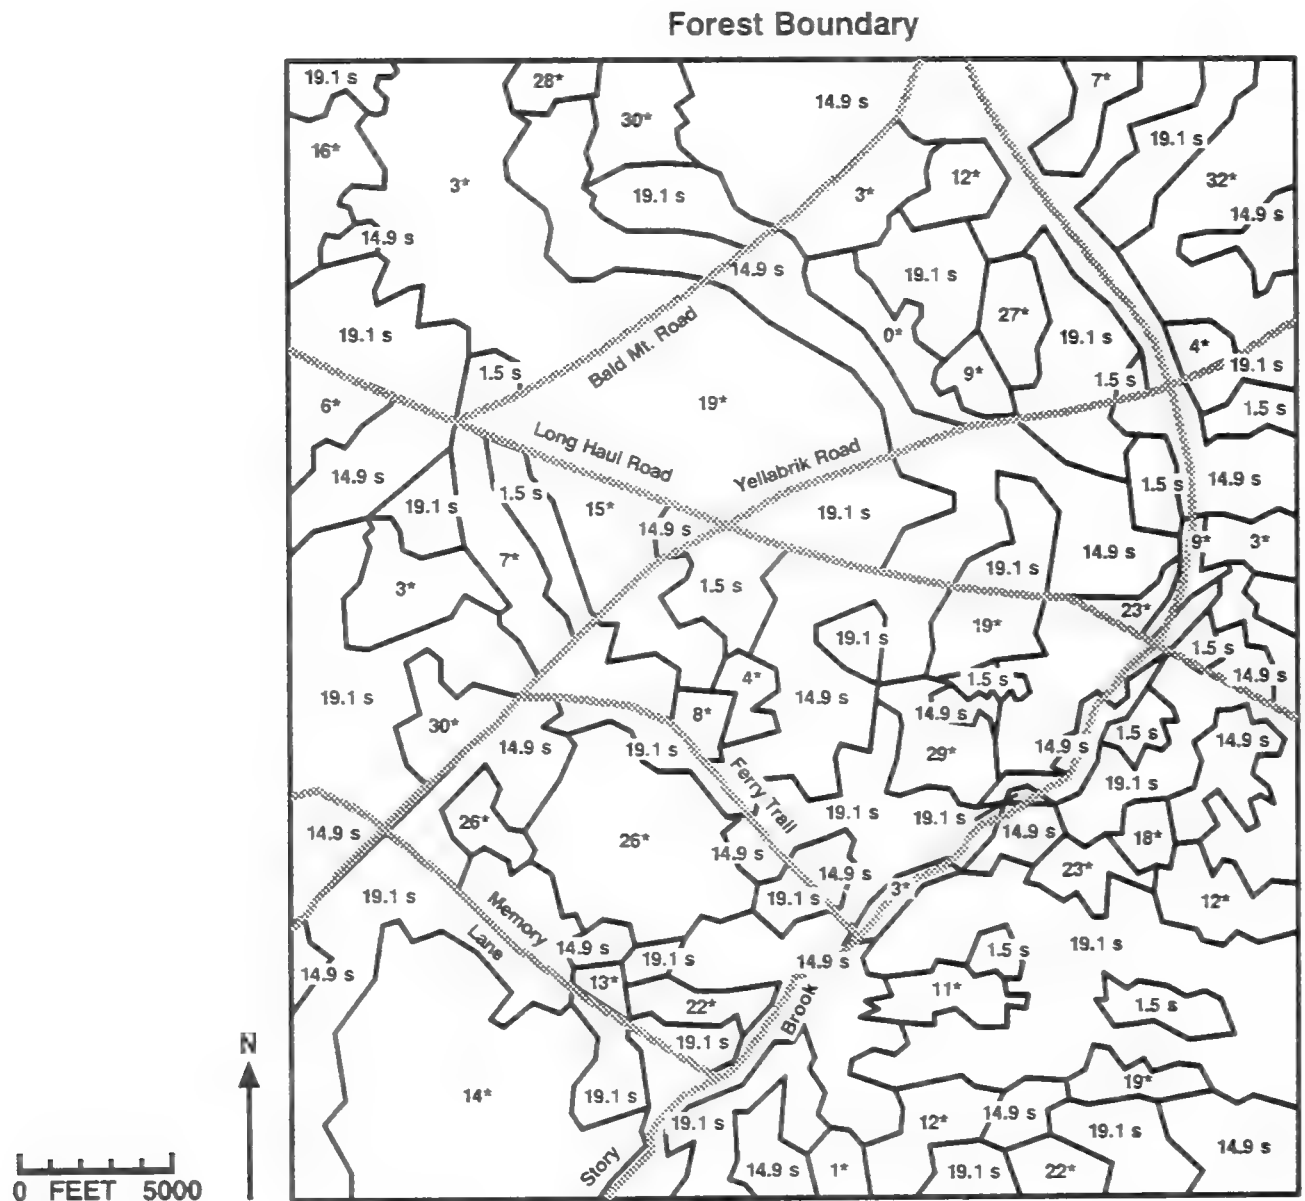 Forest Boundary
19.1 s
28*
14.9 s
7*
30*
16*
19.1 s
3*
12*
32*
19.1 s
3*
14.9 s
14.9 s
14.9 s
19.1 s
27*
19.1 s
0*
19.1 s
4*
Bald Mt. Road
1.5 s
9*
1.5 s
19.1 s
6*
19*
1.5 s
Long Haul Road
Yellabrik Road
14.9 s
14.9 s
1.5 s
1.5 s
19.1 s
15*
19.1 s
14.9 s
9*
3*
7*
14.9 s
19.1 s
3*
1.5 s
23*
19*
19.1 s
1.5 s
14.9 s
4*
1.5 s
19.1 s
14.9 s
8*
14.9 s
30*
1.5 s
14.9 s
14.9 s
19.1 s
14.9 s
29*
Ferry Trail
19.1 s
19.1 s
19.1 s
14.9 s
26*
14.9 s
18*
26*
14.9 s
14.9 s
23*
3*
19.1 s
19.1 s
12*
Memory
Lane
14.9 s
1.5 s
19.1 s
19.1 s
14.9 s
14.9 s
13*
11*
22*
1.5 s
Brook
19.1 s
N
19*
14*
19.1 s
14.9 s
19.1 s
12*
19.1 s
14.9 s
Story
14.9 s
1*
19.1 s
22*
0 FEET 5000